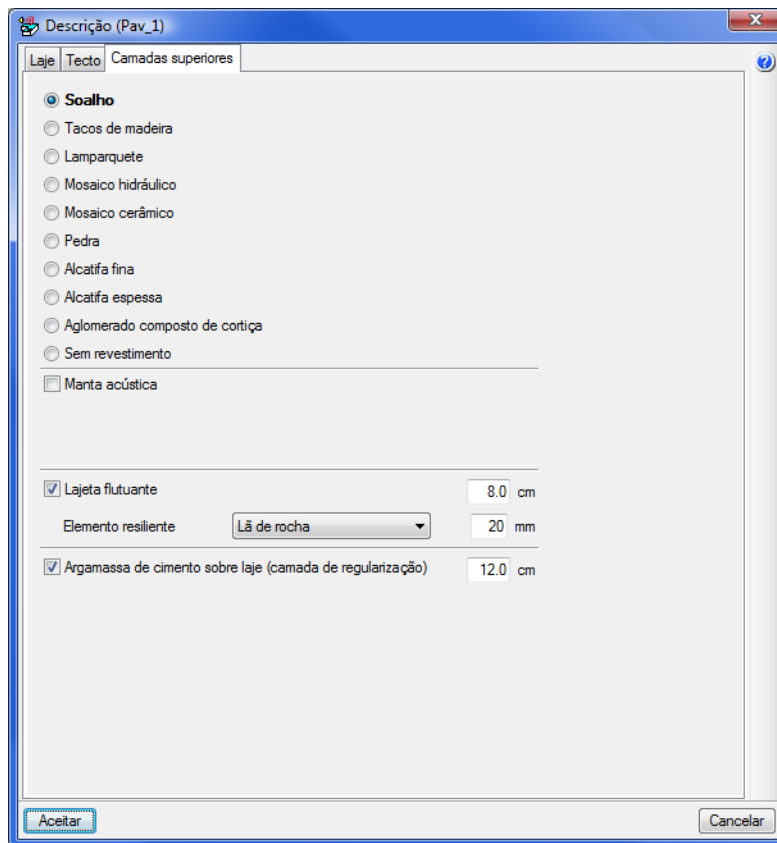 Descrição (Pav_1)
Laje Tecto Camadas superiores
Soalho
Tacos de madeira
Lamparquete
Mosaico hidráulico
Mosaico cerâmico
Pedra
Alcatifa fina
Alcatifa espessa
Aglomerado composto de cortiça
Sem revestimento
Manta acústica
Lajeta flutuante 8.0 cm
Elemento resiliente Lã de rocha 20 mm
Argamassa de cimento sobre laje (camada de regularização) 12.0 cm
Aceitar Cancelar